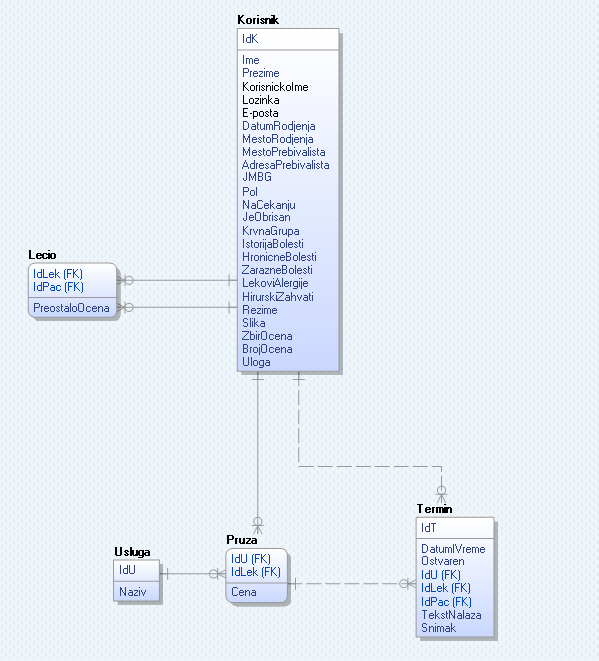 Korisnik
IdK
Ime
Prezime
KorisnickoIme
Lozinka
E-posta
DatumRodjenja
MestoRodjenja
MestoPrebivalista
AdresaPrebivalista
JMBG
Pol
NaCekanju
JeObrisan
KrvnaGrupa
IstorijaBolesti
HronicneBolesti
ZarazneBolesti
LekoviAlergije
HirurskiZahvati
Rezime
Slika
ZbirOcena
BrojOcena
Uloga
Lecio
IdLek (FK)
IdPac (FK)
PreostaloOcena
Usluga
IdU
Naziv
Pruza
IdU (FK)
IdLek (FK)
Cena
Termin
IdT
DatumIVreme
Ostvaren
IdU (FK)
IdLek (FK)
IdPac (FK)
TekstNalaza
Snimak